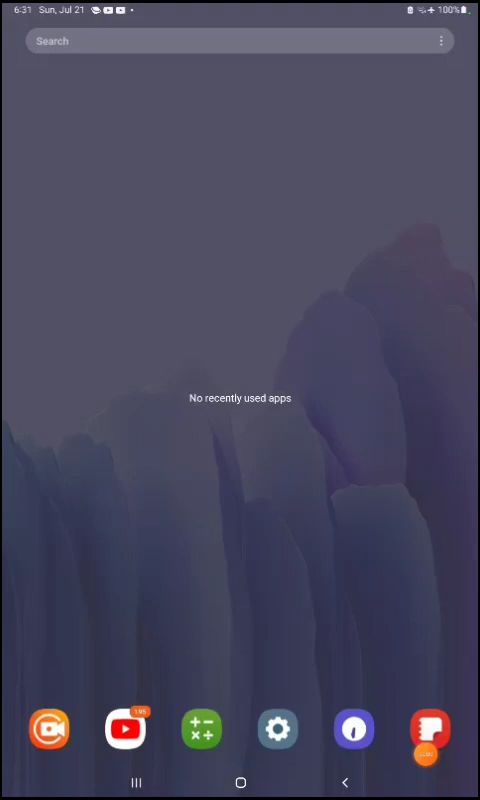 6:31 Sun, Jul 21
100%
Search
No recently used apps
195